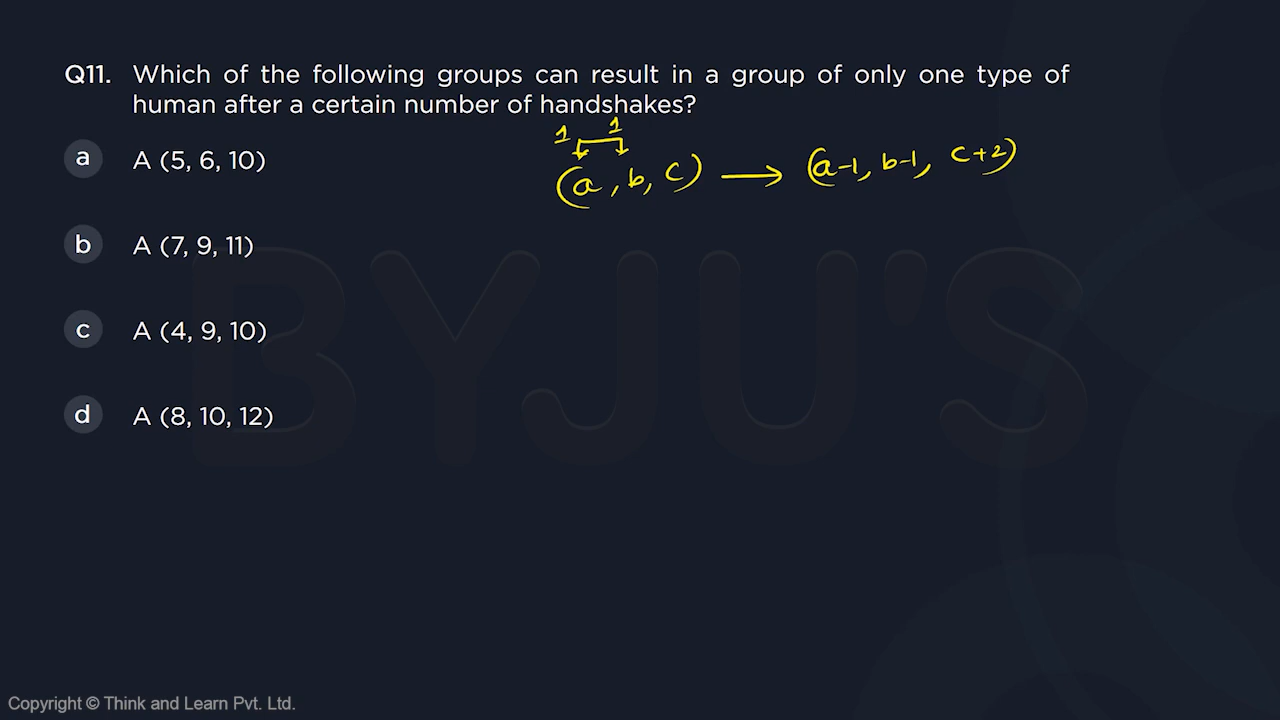 Q11. Which of the following groups can result in a group of only one type of
human after a certain number of handshakes?
1 1
a A (5, 6, 10)
(a, b, c) → (a-1, b-1, c+2)
b A (7, 9, 11)
c A (4, 9, 10)
d A (8, 10, 12)
BYJU'S
Copyright © Think and Learn Pvt. Ltd.